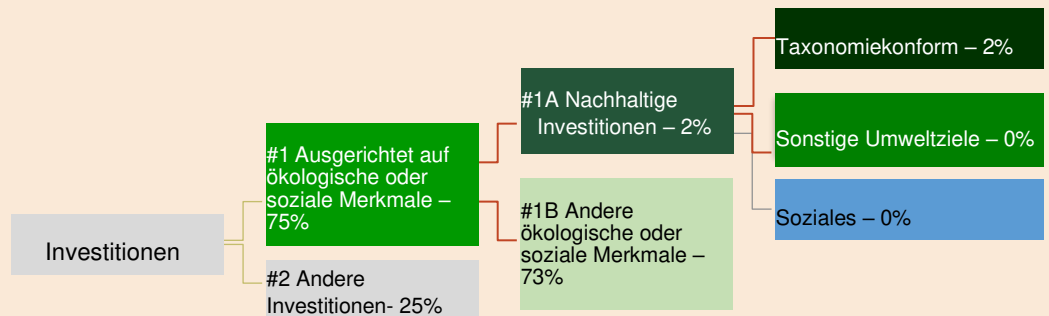 Investitionen
#1 Ausgerichtet auf
ökologische oder
soziale Merkmale –
75%
#2 Andere
Investitionen- 25%
#1A Nachhaltige
Investitionen – 2%
#1B Andere
ökologische oder
soziale Merkmale –
73%
Taxonomiekonform – 2%
Sonstige Umweltziele – 0%
Soziales – 0%